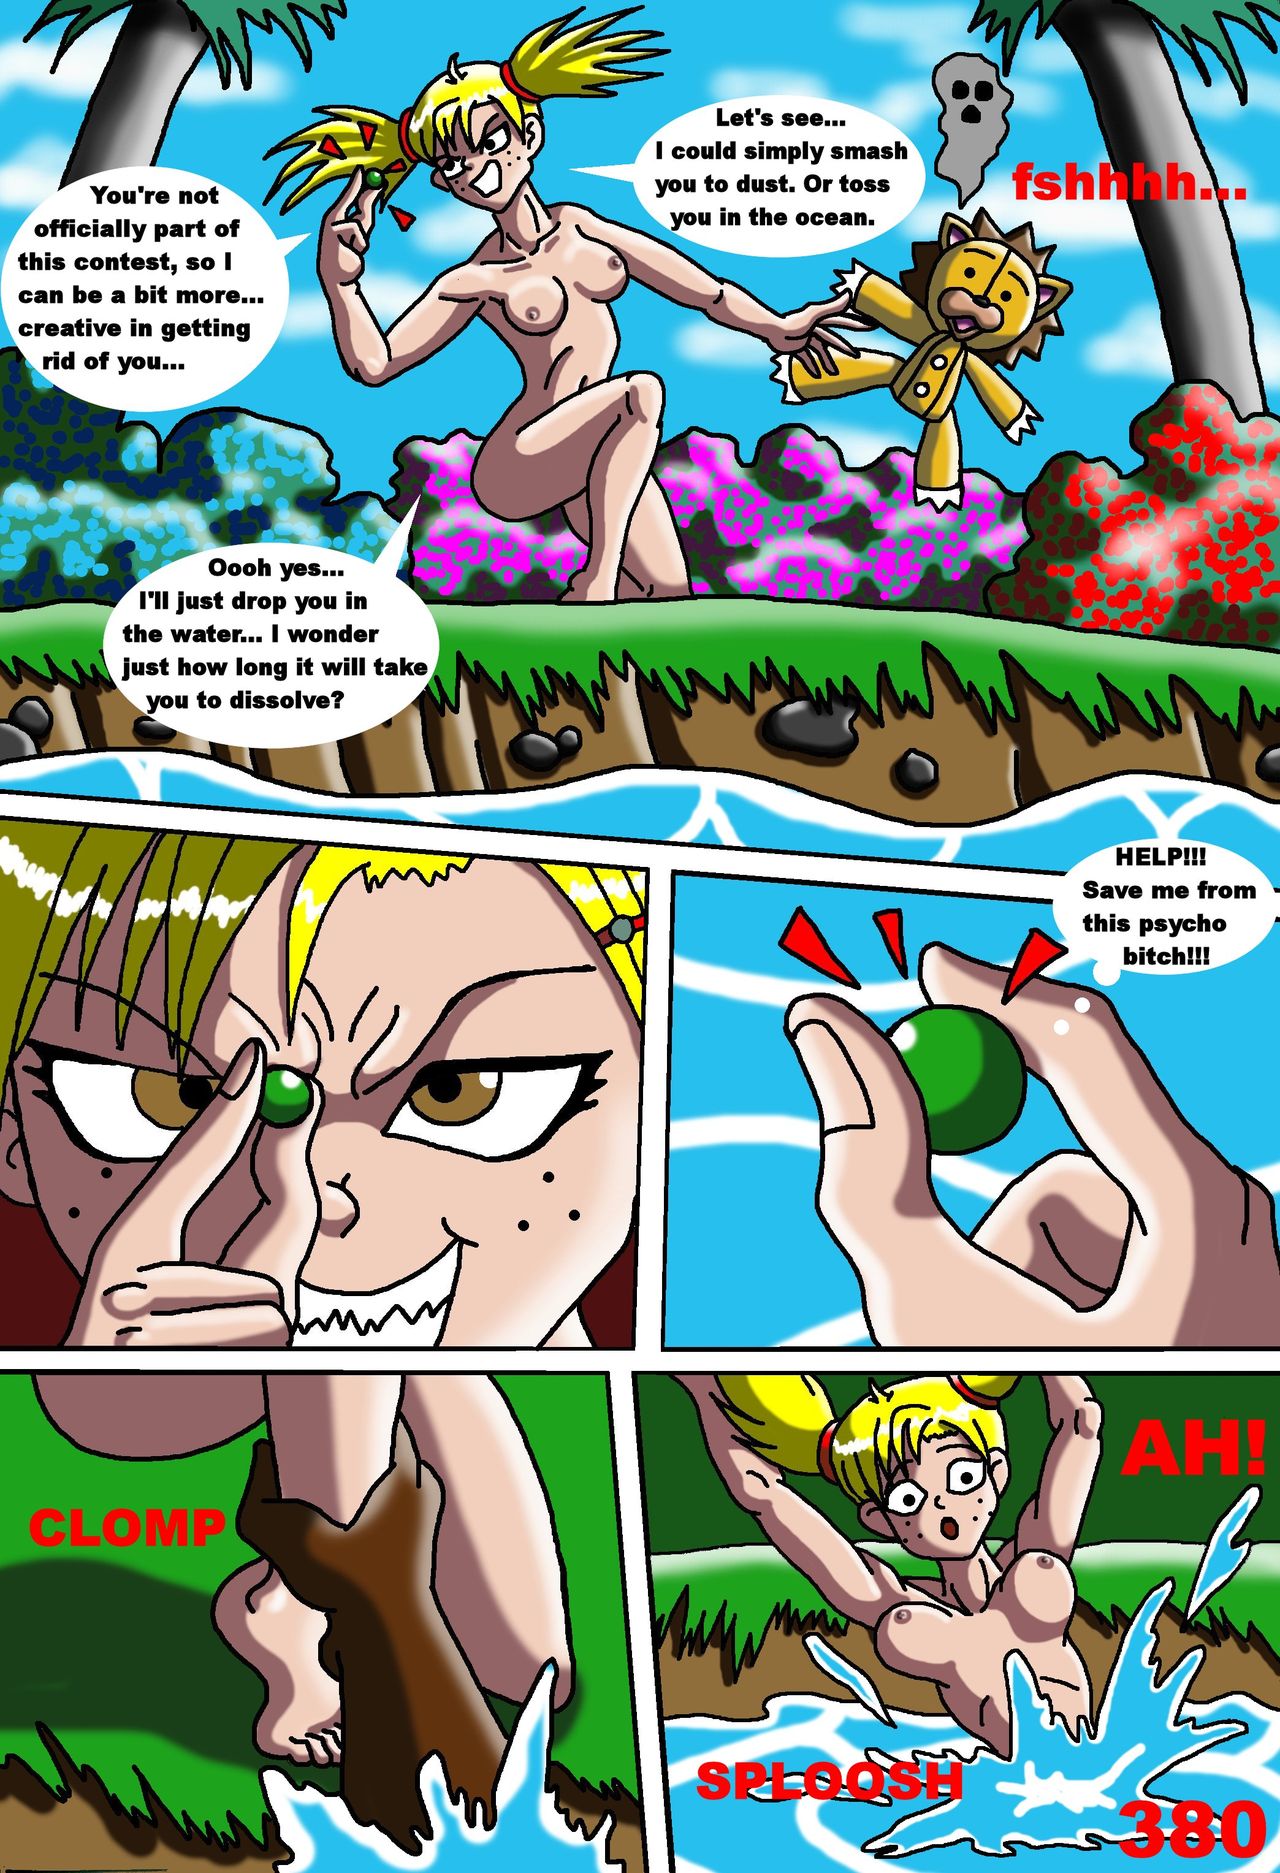 You're not
officially part of
this contest, so I
can be a bit more...
creative in getting
rid of you...
Let's see...
I could simply smash
you to dust. Or toss
you in the ocean.
fshhhh...
Oooh yes...
I'll just drop you in
the water... I wonder
just how long it will take
you to dissolve?
HELP!!!
Save me from
this psycho
bitch!!!
CLOMP
AH!
SPLOOSH
380